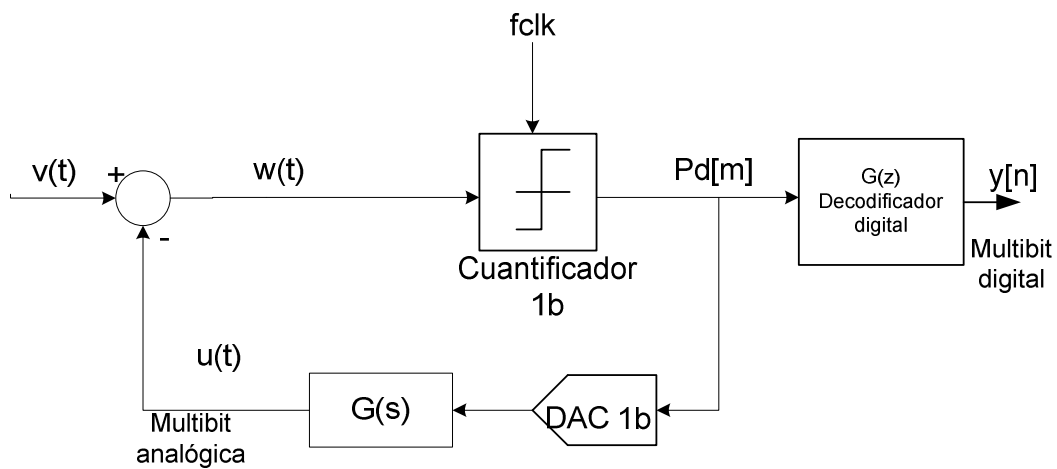 fclk
v(t)
+
w(t)
Pd[m]
G(z)
Decodificador
digital
y[n]
-
Cuantificador
1b
Multibit
digital
u(t)
G(s)
DAC 1b
Multibit
analógica